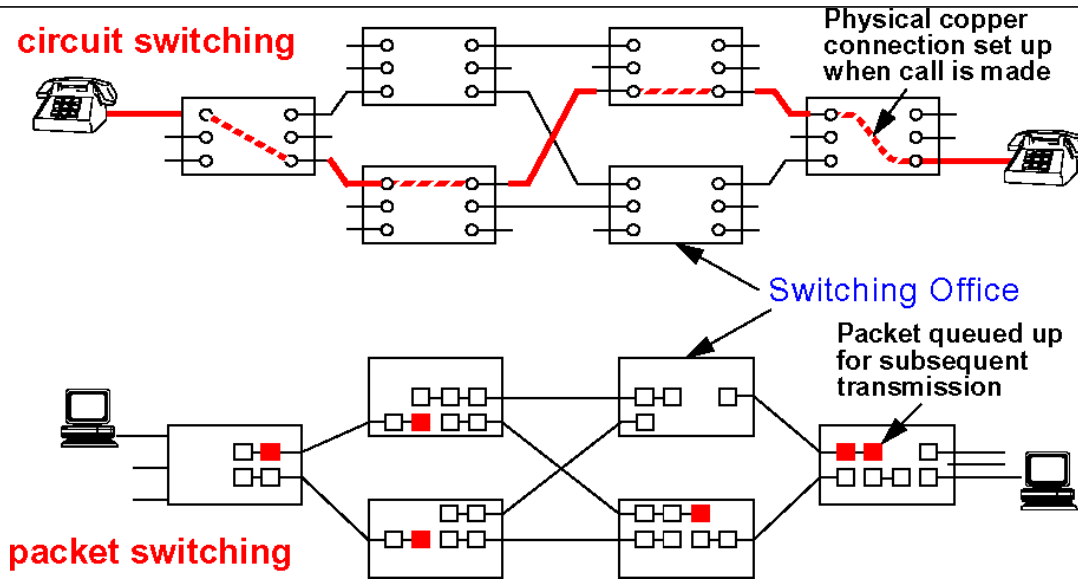 circuit switching
Physical copper
connection set up
when call is made
Switching Office
Packet queued up
for subsequent
transmission
packet switching